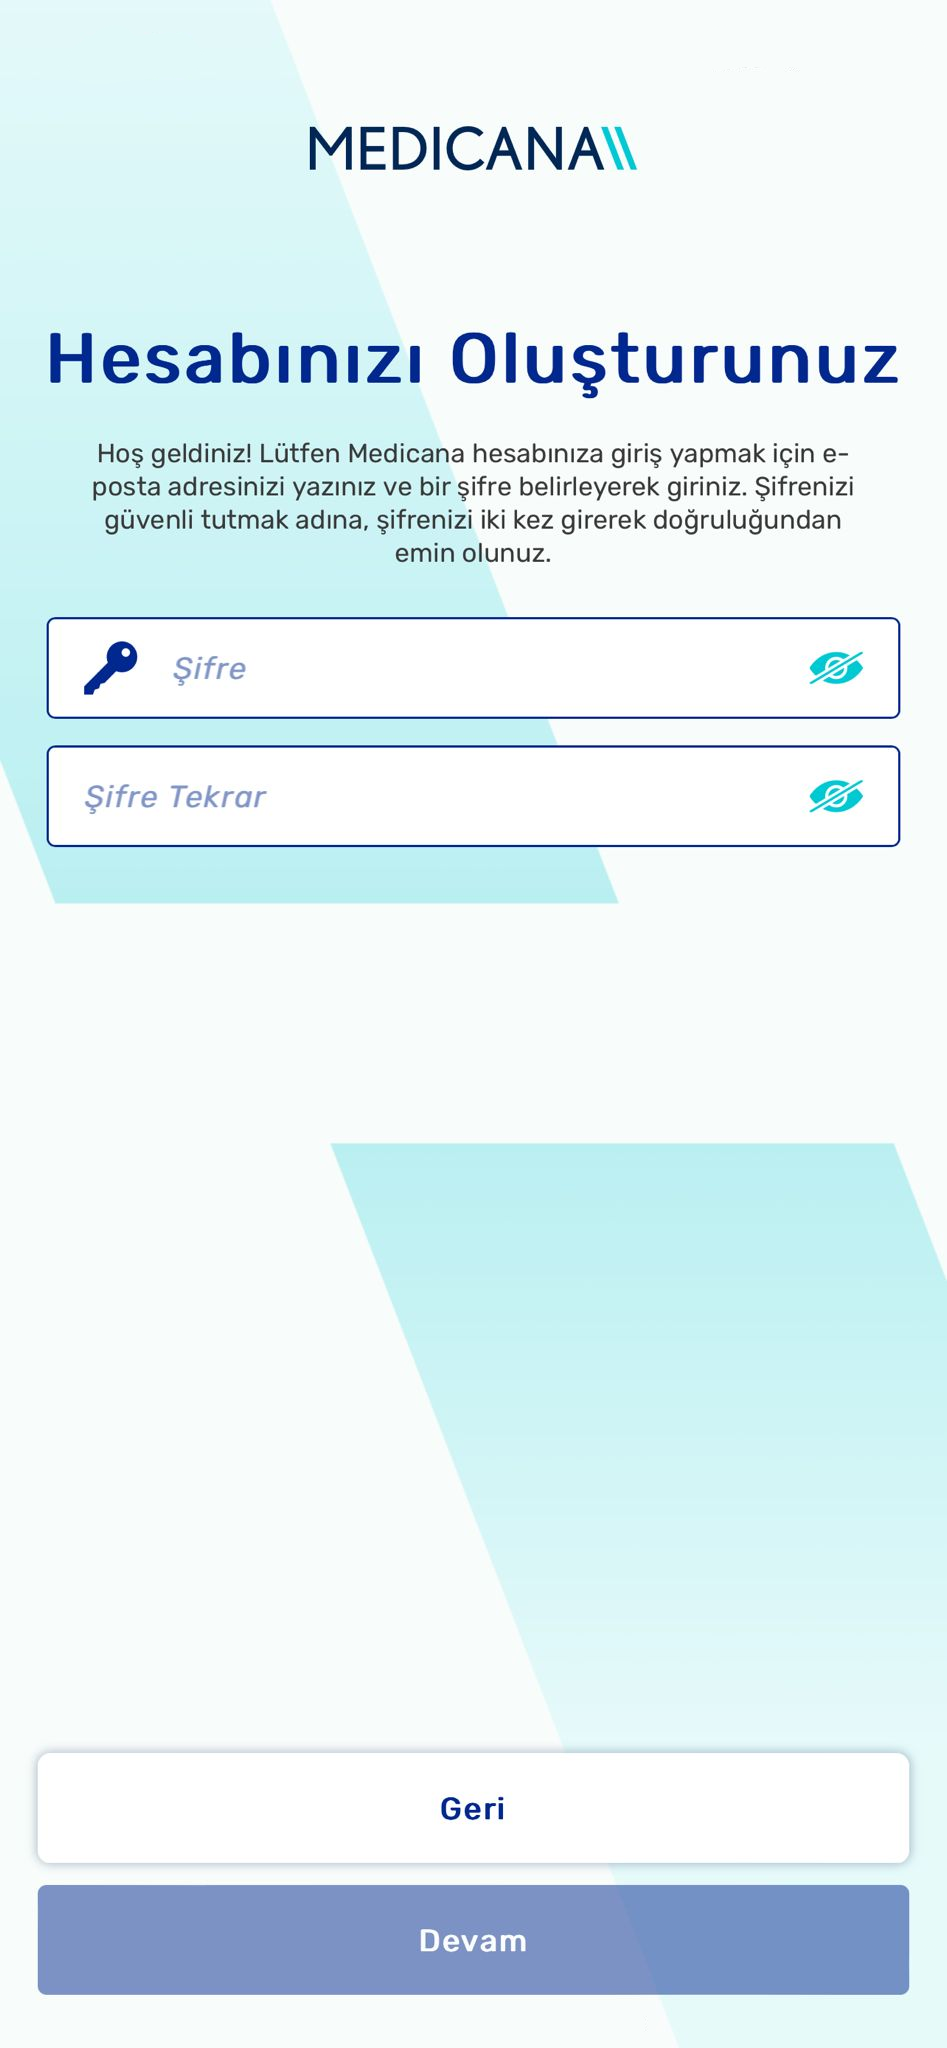 MEDICANA
Hesabınızı Oluşturunuz
Hoş geldiniz! Lütfen Medicana hesabınıza giriş yapmak için e-
posta adresinizi yazınız ve bir şifre belirleyerek giriniz. Şifrenizi
güvenli tutmak adına, şifrenizi iki kez girerek doğruluğundan
emin olunuz.
Şifre
Şifre Tekrar
Geri
Devam